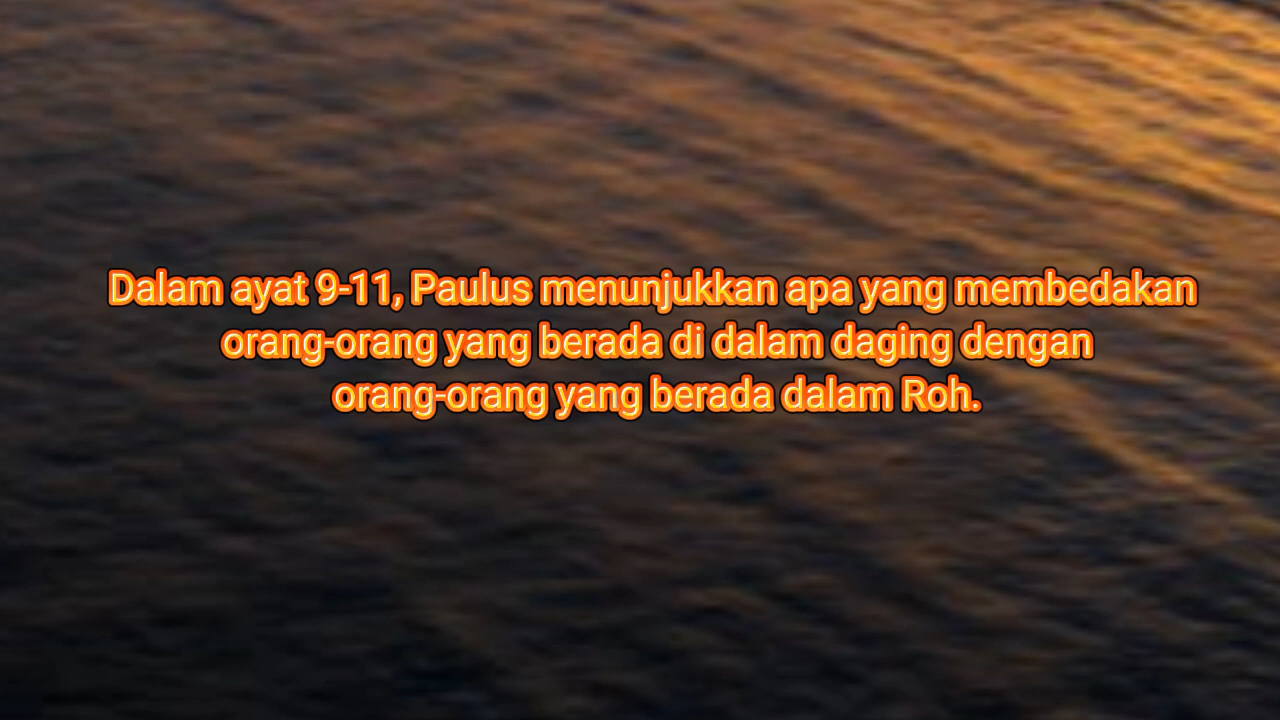 Dalam ayat 9-11, Paulus menunjukkan apa yang membedakan
orang-orang yang berada di dalam daging dengan
orang-orang yang berada dalam Roh.